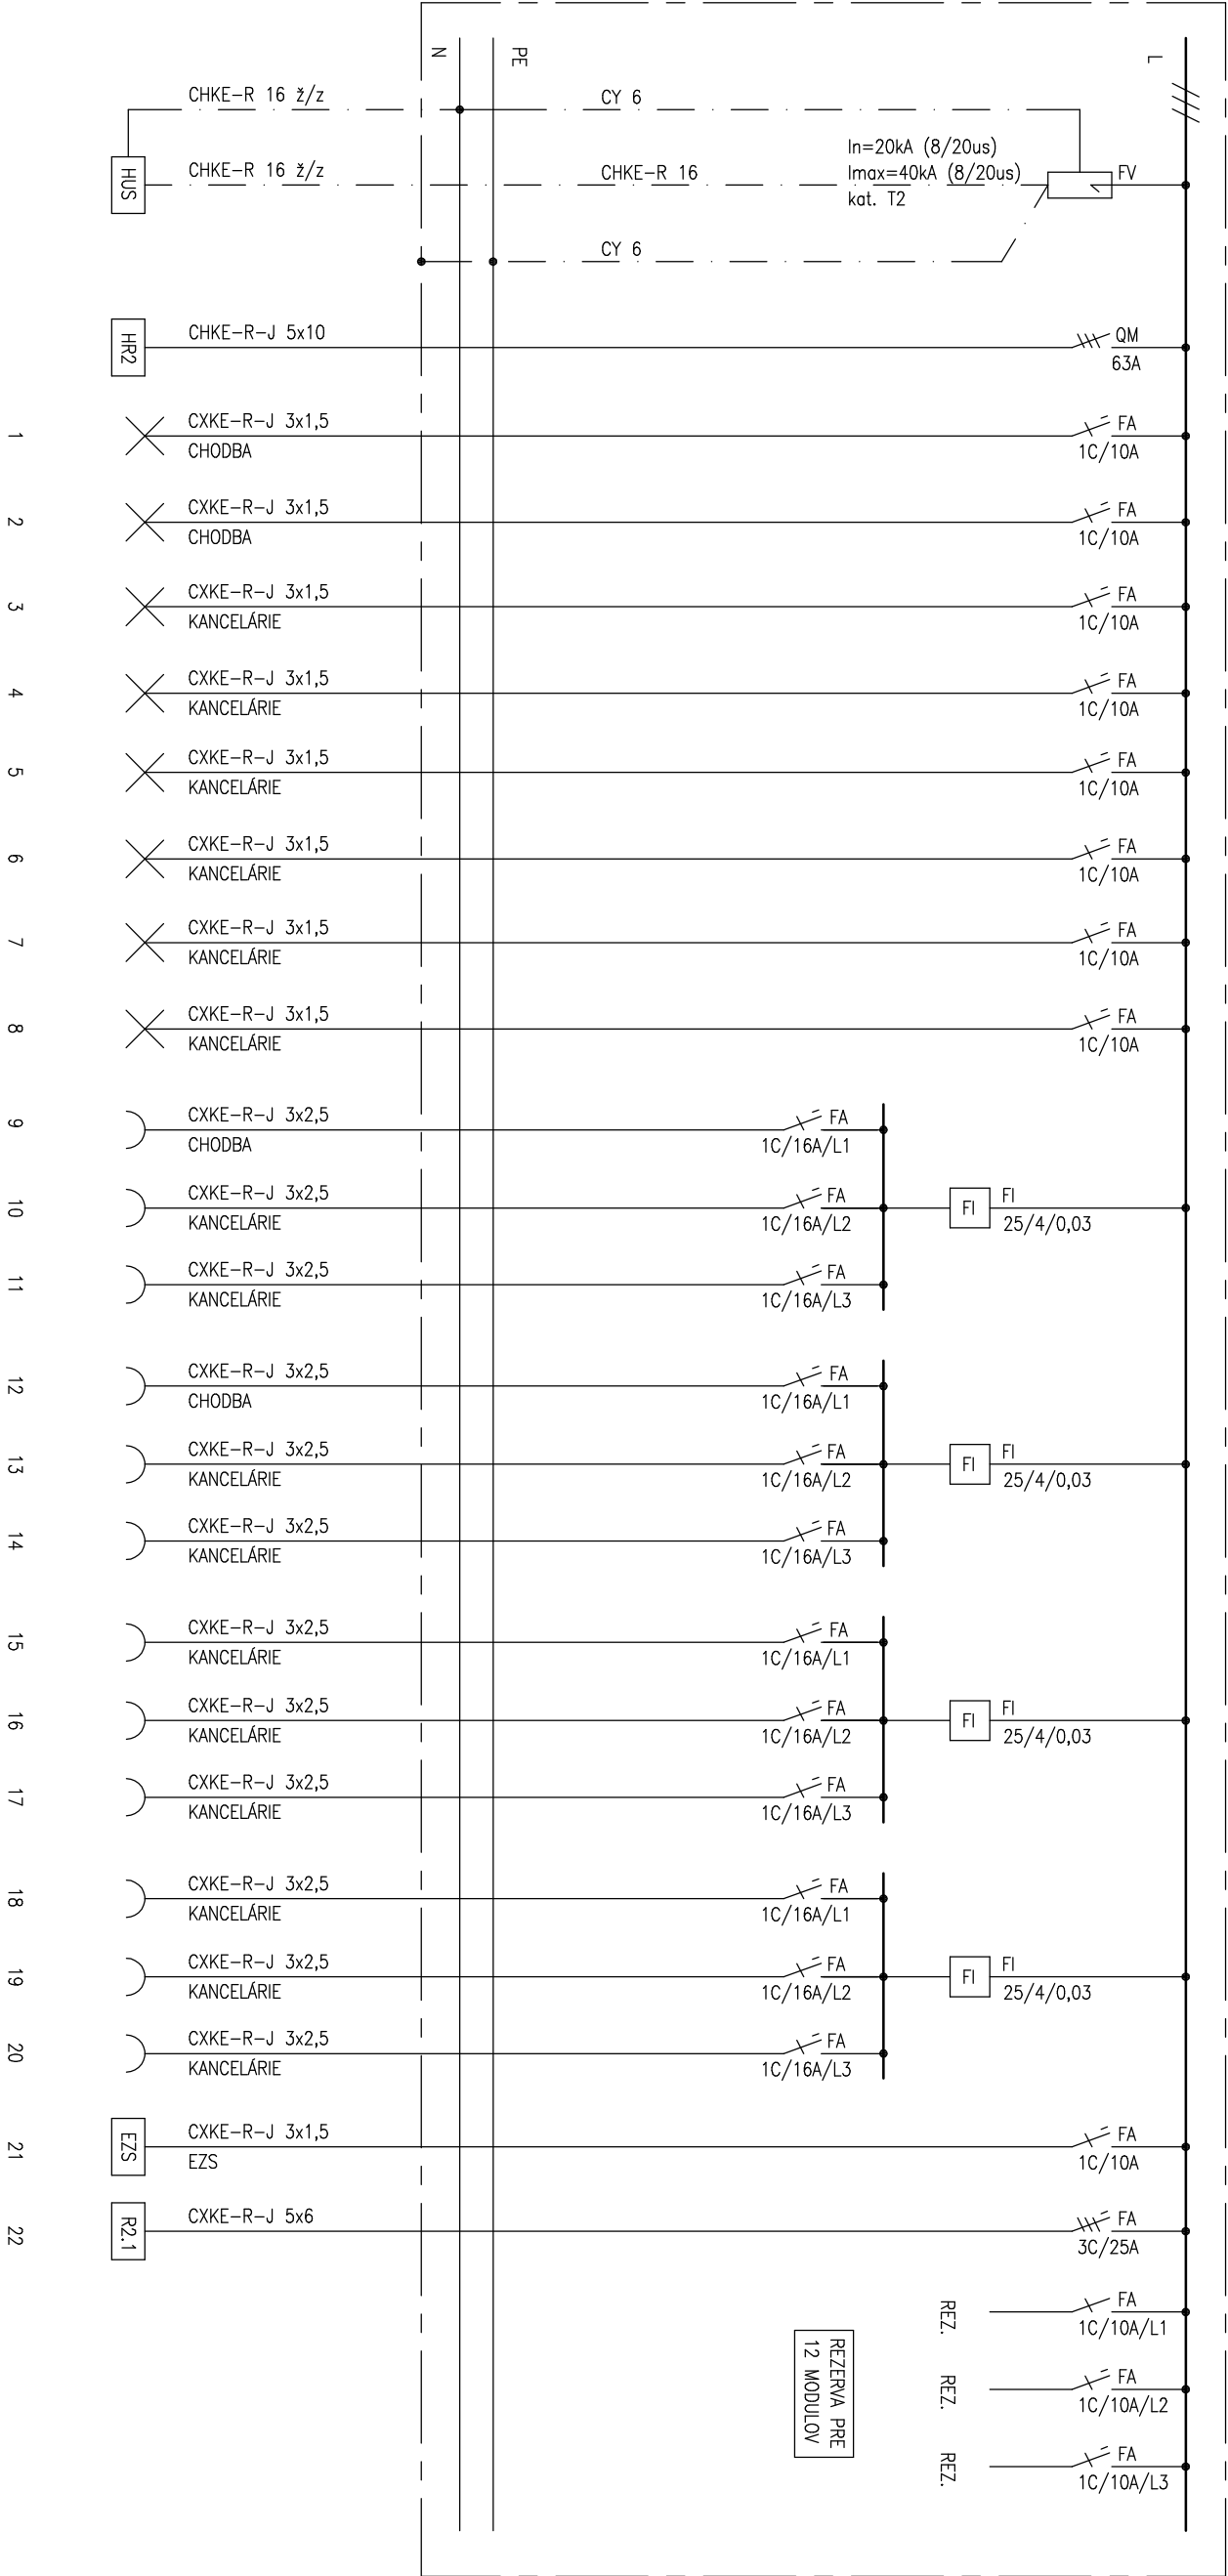 N
PE
L
CHKE-R 16 ž/z
CY 6
HUS
CHKE-R 16 ž/z
CHKE-R 16
In=20kA (8/20us)
Imax=40kA (8/20us)
kat. T2
FV
CY 6
HR2
CHKE-R-J 5x10
QM
63A
1
CXKE-R-J 3x1,5
CHODBA
FA
1C/10A
2
CXKE-R-J 3x1,5
CHODBA
FA
1C/10A
3
CXKE-R-J 3x1,5
KANCELÁRIE
FA
1C/10A
4
CXKE-R-J 3x1,5
KANCELÁRIE
FA
1C/10A
5
CXKE-R-J 3x1,5
KANCELÁRIE
FA
1C/10A
6
CXKE-R-J 3x1,5
KANCELÁRIE
FA
1C/10A
7
CXKE-R-J 3x1,5
KANCELÁRIE
FA
1C/10A
8
CXKE-R-J 3x1,5
KANCELÁRIE
FA
1C/10A
9
CXKE-R-J 3x2,5
CHODBA
FA
1C/16A/L1
10
CXKE-R-J 3x2,5
KANCELÁRIE
FA
1C/16A/L2
FI
FI
25/4/0,03
11
CXKE-R-J 3x2,5
KANCELÁRIE
FA
1C/16A/L3
12
CXKE-R-J 3x2,5
CHODBA
FA
1C/16A/L1
13
CXKE-R-J 3x2,5
KANCELÁRIE
FA
1C/16A/L2
FI
FI
25/4/0,03
14
CXKE-R-J 3x2,5
KANCELÁRIE
FA
1C/16A/L3
15
CXKE-R-J 3x2,5
KANCELÁRIE
FA
1C/16A/L1
16
CXKE-R-J 3x2,5
KANCELÁRIE
FA
1C/16A/L2
FI
FI
25/4/0,03
17
CXKE-R-J 3x2,5
KANCELÁRIE
FA
1C/16A/L3
18
CXKE-R-J 3x2,5
KANCELÁRIE
FA
1C/16A/L1
19
CXKE-R-J 3x2,5
KANCELÁRIE
FA
1C/16A/L2
FI
FI
25/4/0,03
20
CXKE-R-J 3x2,5
KANCELÁRIE
FA
1C/16A/L3
21
EZS
CXKE-R-J 3x1,5
EZS
FA
1C/10A
22
R2.1
CXKE-R-J 5x6
FA
3C/25A
REZ.
FA
1C/10A/L1
REZERVA PRE
12 MODULOV
REZ.
FA
1C/10A/L2
REZ.
FA
1C/10A/L3